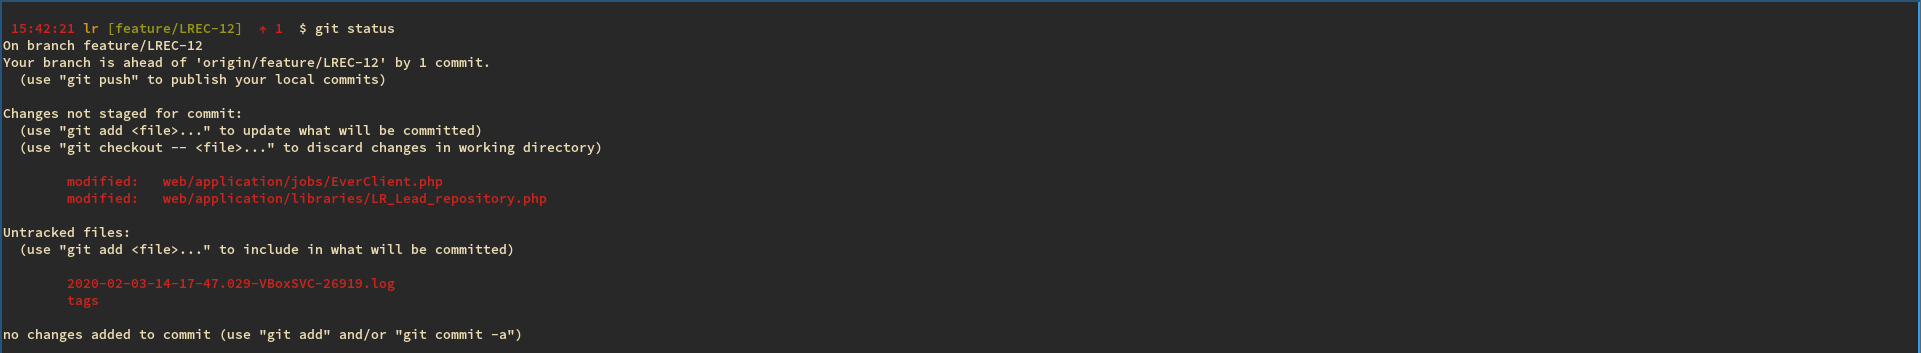 15:42:21 lr [feature/LREC-12] ↑ 1 $ git status
On branch feature/LREC-12
Your branch is ahead of 'origin/feature/LREC-12' by 1 commit.
  (use "git push" to publish your local commits)
Changes not staged for commit:
  (use "git add <file>..." to update what will be committed)
  (use "git checkout -- <file>..." to discard changes in working directory)
        modified:   web/application/jobs/EverClient.php
        modified:   web/application/libraries/LR_Lead_repository.php
Untracked files:
  (use "git add <file>..." to include in what will be committed)
        2020-02-03-14-17-47.029-VBoxSVC-26919.log
        tags
no changes added to commit (use "git add" and/or "git commit -a")